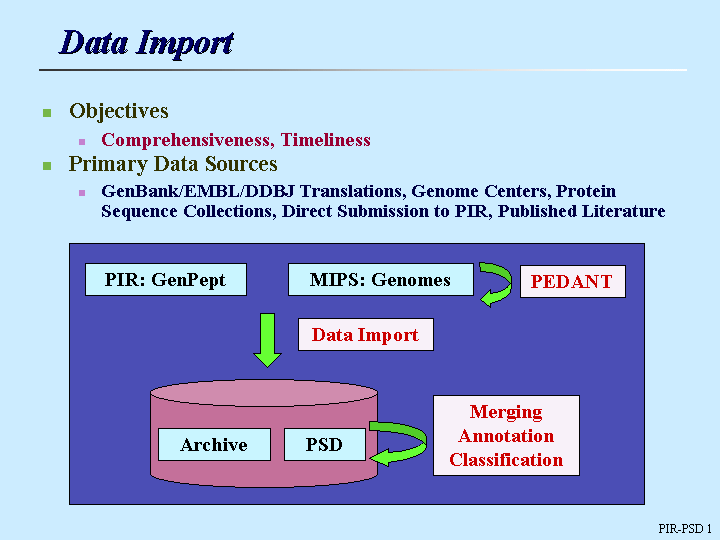 Data Import
Objectives
Comprehensiveness, Timeliness
Primary Data Sources
GenBank/EMBL/DDBJ Translations, Genome Centers, Protein
Sequence Collections, Direct Submission to PIR, Published Literature
PIR: GenPept
MIPS: Genomes
PEDANT
Data Import
Archive
PSD
Merging
Annotation
Classification
PIR-PSD 1